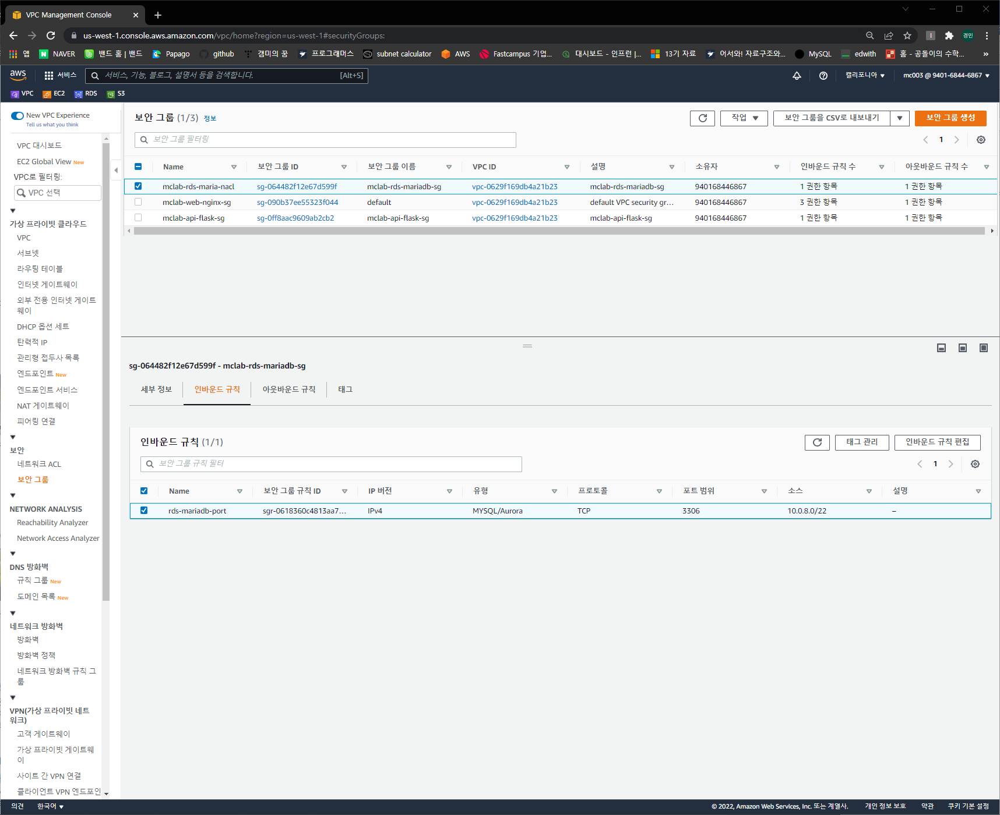 VPC Management Console
us-west-1.console.aws.amazon.com/vpc/home?region=us-west-1#securityGroups:
경민
앱 NAVER 밴드 홈 | 밴드 Papago github 캠미의 꿈 프로그래머스 subnet calculator AWS Fastcampus 기업... 대시보드 - 인프런 |... 13기 자료 어서와! 자료구조와... MySQL edwith 홈 - 공돌이의 수학... »
aws 서비스 서비스, 기능, 블로그, 설명서 등을 검색합니다. [Alt+S] 캘리포니아 mc003 @ 9401-6844-6867
VPC EC2 RDS S3
New VPC Experience
Tell us what you think
VPC 대시보드
EC2 Global View New
VPC로 필터링:
VPC 선택
가상 프라이빗 클라우드
VPC
서브넷
라우팅 테이블
인터넷 게이트웨이
외부 전용 인터넷 게이트
웨이
DHCP 옵션 세트
탄력적 IP
관리형 접두사 목록
엔드포인트 New
엔드포인트 서비스
NAT 게이트웨이
피어링 연결
보안
네트워크 ACL
보안 그룹
NETWORK ANALYSIS
Reachability Analyzer
Network Access Analyzer
DNS 방화벽
규칙 그룹 New
도메인 목록 New
네트워크 방화벽
방화벽
방화벽 정책
네트워크 방화벽 규칙 그
룹
VPN(가상 프라이빗 네트
워크)
고객 게이트웨이
가상 프라이빗 게이트웨
이
사이트 간 VPN 연결
클라이언트 VPN 엔드포인
보안 그룹 (1/3) 정보
작업 보안 그룹을 CSV로 내보내기 보안 그룹 생성
보안 그룹 필터링
1
Name 보안 그룹 ID 보안 그룹 이름 VPC ID 설명 소유자 인바운드 규칙 수 아웃바운드 규칙 수
mclab-rds-maria-nacl sg-064482f12e67d599f mclab-rds-mariadb-sg vpc-0629f169db4a21b23 mclab-rds-mariadb-sg 940168446867 1 권한 항목 1 권한 항목
mclab-web-nginx-sg sg-090b37ee55323f044 default vpc-0629f169db4a21b23 default VPC security gr... 940168446867 3 권한 항목 1 권한 항목
mclab-api-flask-sg sg-0ff8aac9609ab2cb2 mclab-api-flask-sg vpc-0629f169db4a21b23 mclab-api-flask-sg 940168446867 1 권한 항목 1 권한 항목
sg-064482f12e67d599f - mclab-rds-mariadb-sg
세부 정보 인바운드 규칙 아웃바운드 규칙 태그
인바운드 규칙 (1/1)
태그 관리 인바운드 규칙 편집
보안 그룹 규칙 필터
1
Name 보안 그룹 규칙 ID IP 버전 유형 프로토콜 포트 범위 소스 설명
rds-mariadb-port sgr-0618360c4813aa7... IPv4 MYSQL/Aurora TCP 3306 10.0.8.0/22 –
의견 한국어 © 2022, Amazon Web Services, Inc. 또는 계열사. 개인 정보 보호 약관 쿠키 기본 설정